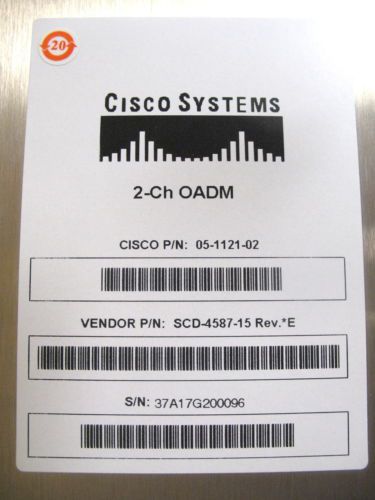 20
CISCO SYSTEMS
2-Ch OADM
CISCO P/N: 05-1121-02
VENDOR P/N: SCD-4587-15 Rev.*E
S/N: 37A17G200096